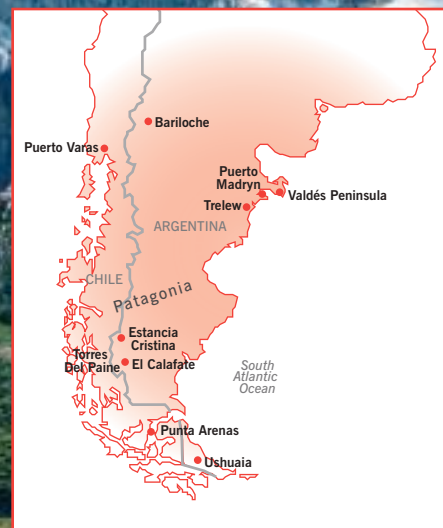 Bariloche
Puerto Varas
Puerto
Madryn
Valdés Peninsula
Trelew
ARGENTINA
CHILE
Patagonia
Estancia
Cristina
Torres
Del Paine
El Calafate
South
Atlantic
Ocean
Punta Arenas
Ushuaia